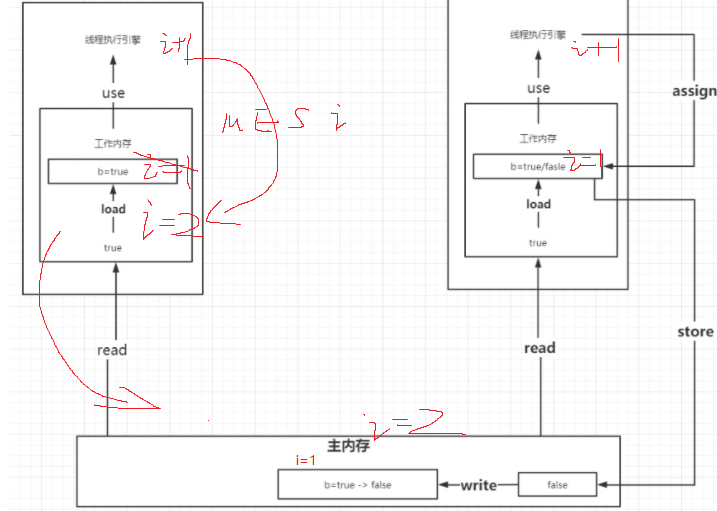 线程执行引擎
i+1
use
MESi
工作内存
b=true
i=1
load
i=2
true
read
线程执行引擎
i+1
assign
use
工作内存
b=true/fasle
i=1
load
true
read
store
i=2
主内存
i=1
b=true -> false
write
false